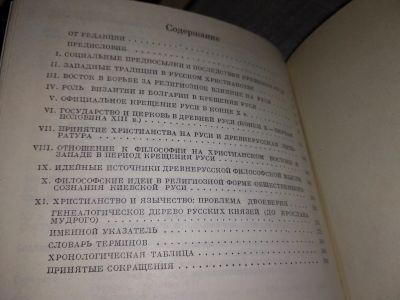 Содержание
ОТ РЕДАКЦИИ
ПРЕДИСЛОВИЕ
I. СОЦИАЛЬНЫЕ ПРЕДПОСЫЛКИ И ПОСЛЕДСТВИЯ
II. ЗАПАДНЫЕ ТРАДИЦИИ В РУССКОМ ХРИСТИАНСТВЕ
III. ВОСТОК В БОРЬБЕ ЗА РЕЛИГИОЗНОЕ ВЛИЯНИЕ НА РУСИ
IV. РОЛЬ ВИЗАНТИИ И БОЛГАРИИ В КРЕЩЕНИИ РУСИ
V. ОФИЦИАЛЬНОЕ КРЕЩЕНИЕ РУСИ В КОНЦЕ X в.
VI. ГОСУДАРСТВО И ЦЕРКОВЬ В ДРЕВНЕЙ РУСИ (КОНЕЦ X — ПЕРВАЯ
ПОЛОВИНА XIII в.)
VII. ПРИНЯТИЕ ХРИСТИАНСТВА НА РУСИ И ДРЕВНЕРУССКАЯ ЛИТЕ-
РАТУРА
VIII. ОТНОШЕНИЕ К ФИЛОСОФИИ НА ХРИСТИАНСКОМ ВОСТОКЕ И
ЗАПАДЕ В ПЕРИОД КРЕЩЕНИЯ РУСИ
IX. ИДЕЙНЫЕ ИСТОЧНИКИ ДРЕВНЕРУССКОЙ ФИЛОСОФСКОЙ МЫСЛИ
X. ФИЛОСОФСКИЕ ИДЕИ В РЕЛИГИОЗНОЙ ФОРМЕ ОБЩЕСТВЕННОГО
СОЗНАНИЯ КИЕВСКОЙ РУСИ
XI. ХРИСТИАНСТВО И ЯЗЫЧЕСТВО: ПРОБЛЕМА ДВОЕВЕРИЯ
ГЕНЕАЛОГИЧЕСКОЕ ДЕРЕВО РУССКИХ КНЯЗЕЙ (ДО ЯРОСЛАВА
МУДРОГО)
ИМЕННОЙ УКАЗАТЕЛЬ
СЛОВАРЬ ТЕРМИНОВ
ХРОНОЛОГИЧЕСКАЯ ТАБЛИЦА
ПРИНЯТЫЕ СОКРАЩЕНИЯ